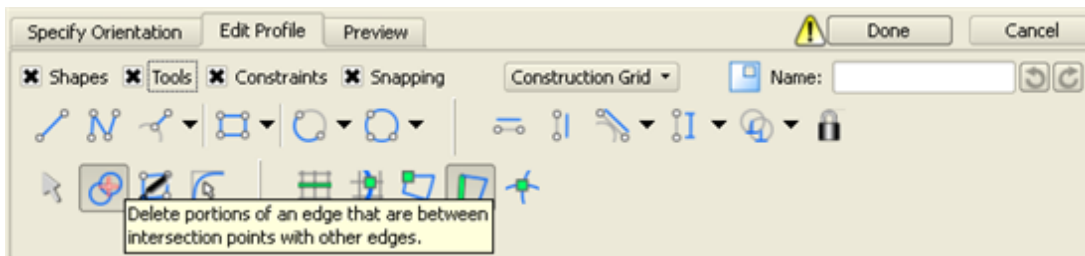 Specify Orientation Edit Profile Preview Done Cancel
Shapes Tools Constraints Snapping Construction Grid Name:
Delete portions of an edge that are between
intersection points with other edges.